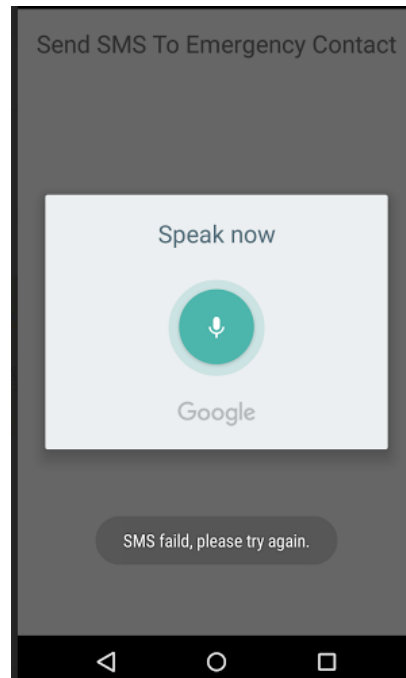 Send SMS To Emergency Contact
Speak now
Google
SMS faild, please try again.